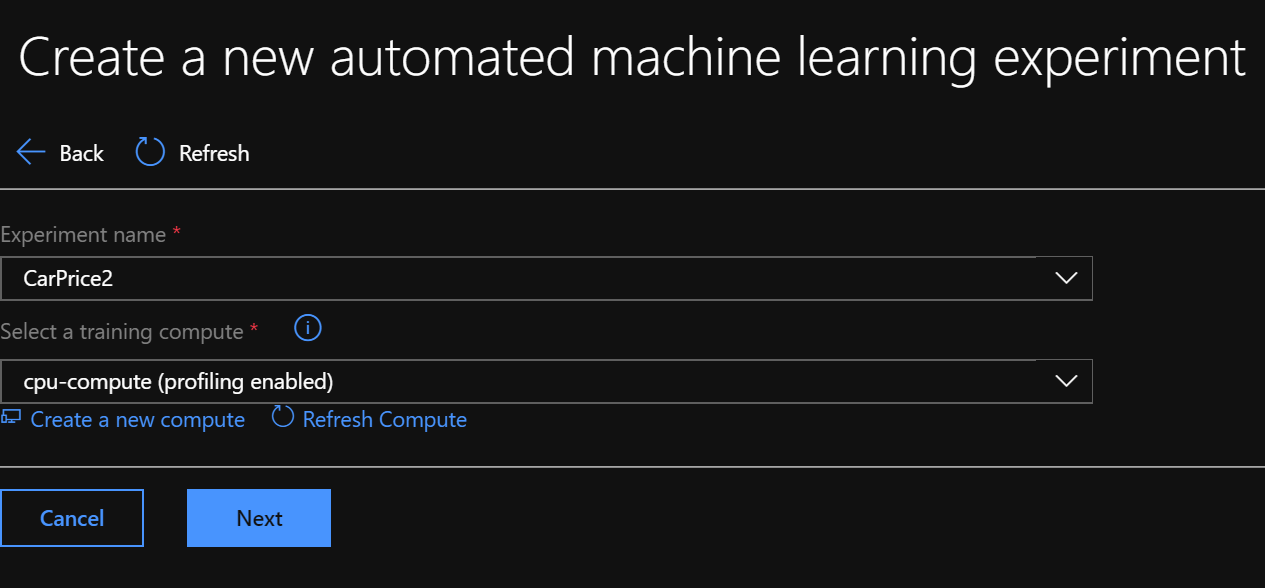 Create a new automated machine learning experiment
Back Refresh
Experiment name *
CarPrice2
Select a training compute * i
cpu-compute (profiling enabled)
Create a new compute Refresh Compute
Cancel Next